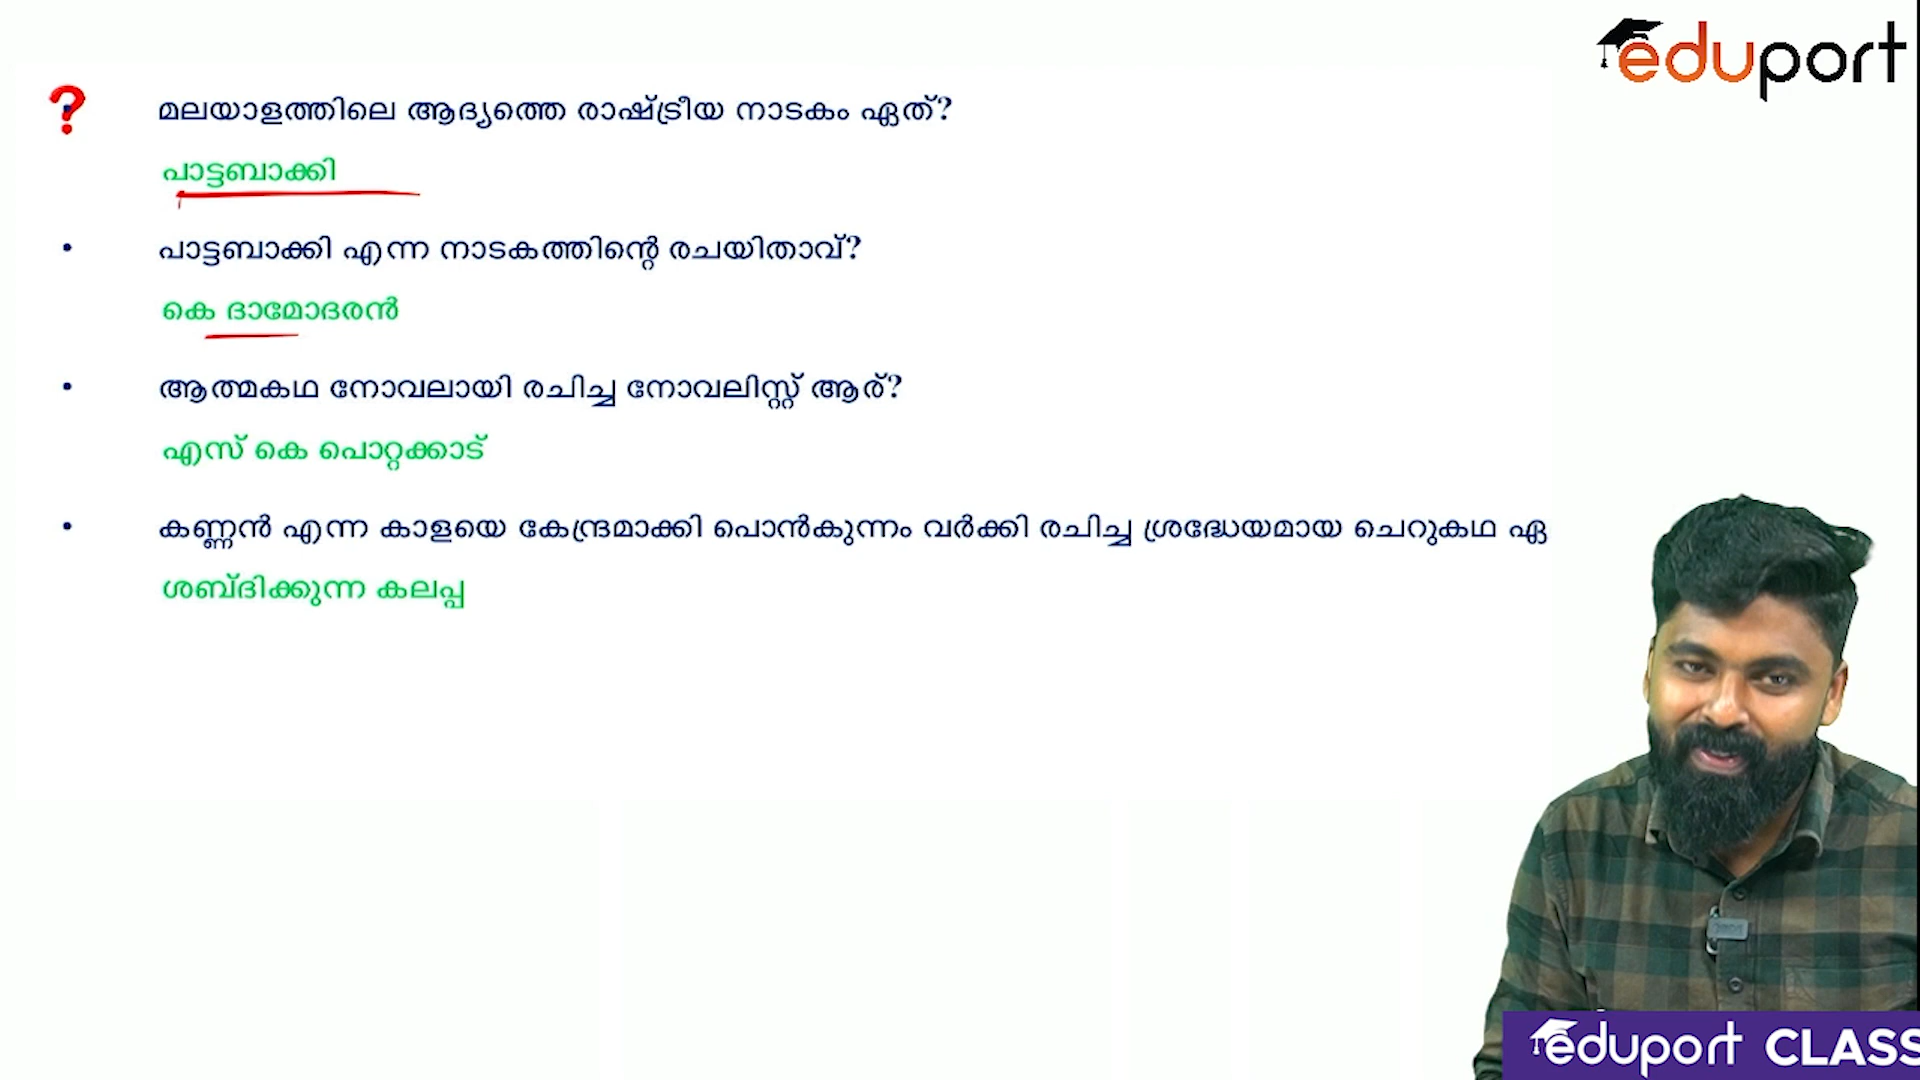 eduport
? മലയാളത്തിലെ ആദ്യത്തെ രാഷ്ട്രീയ നാടകം ഏത്?
പാട്ടബാക്കി
• പാട്ടബാക്കി എന്ന നാടകത്തിന്റെ രചയിതാവ്?
കെ ദാമോദരൻ
• ആത്മകഥ നോവലായി രചിച്ച നോവലിസ്റ്റ് ആര്?
എസ് കെ പൊറ്റക്കാട്
• കണ്ണൻ എന്ന കാളയെ കേന്ദ്രമാക്കി പൊൻകുന്നം വർക്കി രചിച്ച ശ്രദ്ധേയമായ ചെറുകഥ ഏ
ശബ്ദിക്കുന്ന കലപ്പ
eduport CLASS